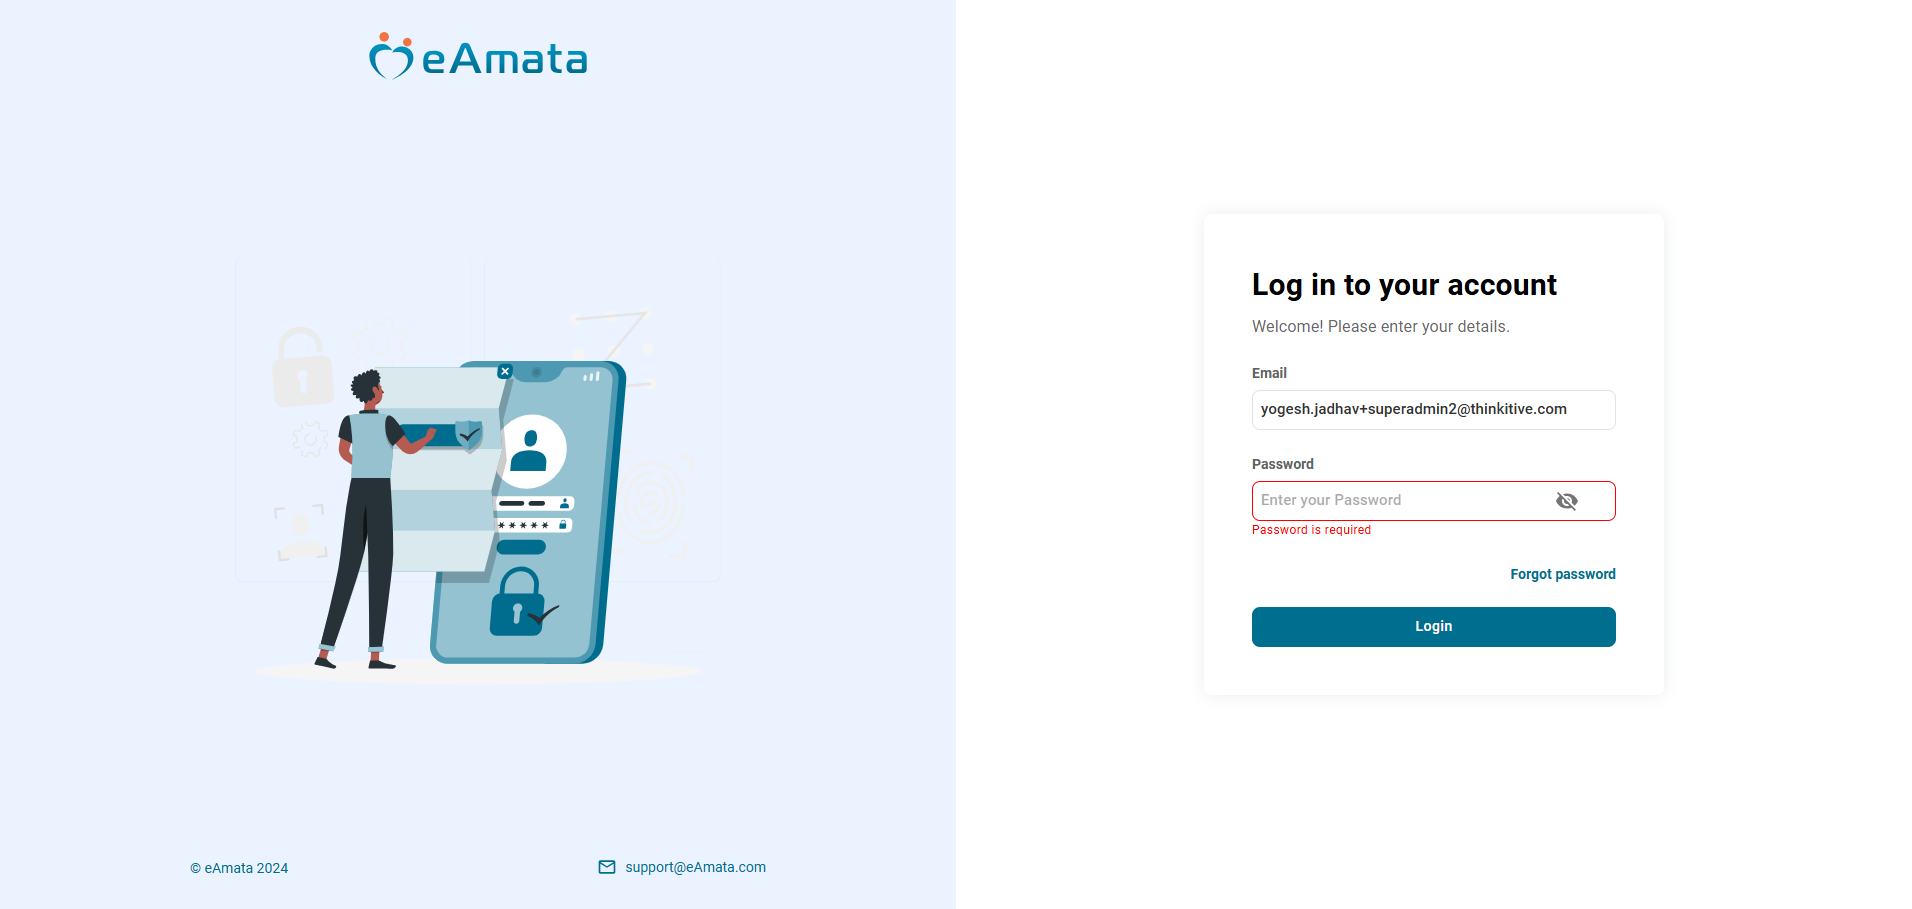 eAmata
Log in to your account
Welcome! Please enter your details.
Email
yogesh.jadhav+superadmin2@thinkitive.com
Password
Enter your Password
Password is required
Forgot password
Login
© eAmata 2024
support@eAmata.com